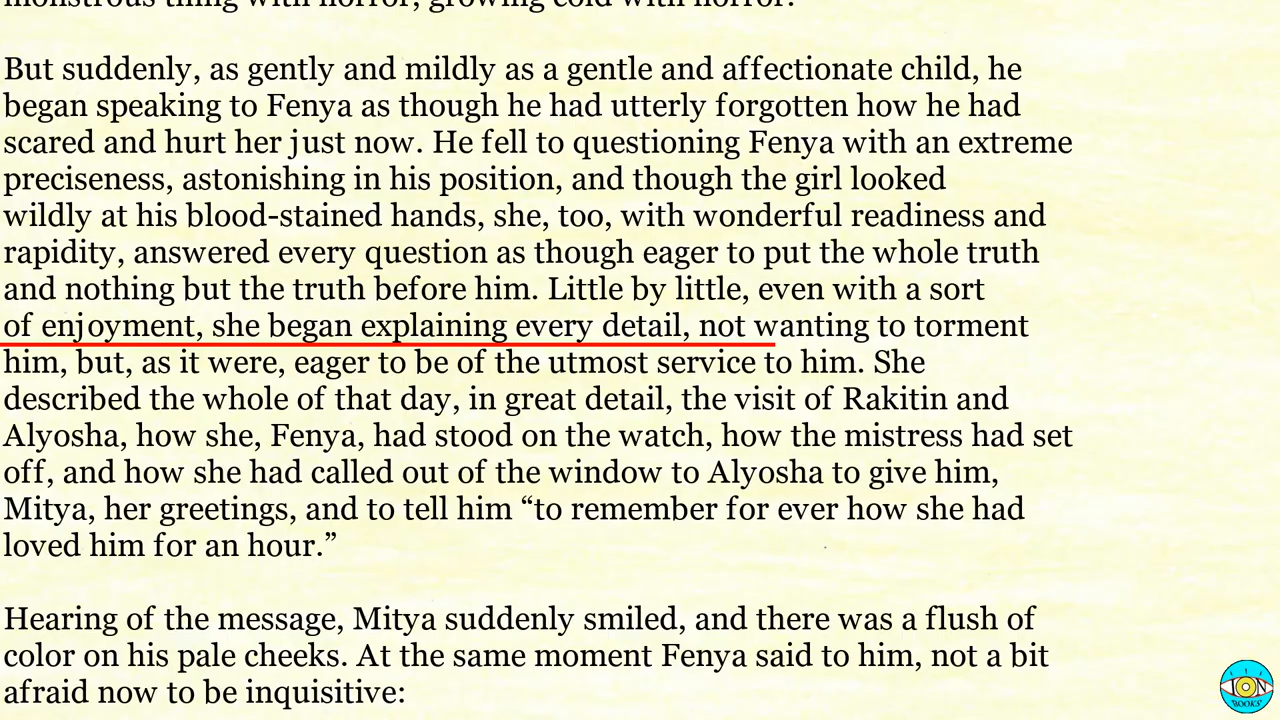 monstrous thing with horror, growing cold with horror.
But suddenly, as gently and mildly as a gentle and affectionate child, he
began speaking to Fenya as though he had utterly forgotten how he had
scared and hurt her just now. He fell to questioning Fenya with an extreme
preciseness, astonishing in his position, and though the girl looked
wildly at his blood-stained hands, she, too, with wonderful readiness and
rapidity, answered every question as though eager to put the whole truth
and nothing but the truth before him. Little by little, even with a sort
of enjoyment, she began explaining every detail, not wanting to torment
him, but, as it were, eager to be of the utmost service to him. She
described the whole of that day, in great detail, the visit of Rakitin and
Alyosha, how she, Fenya, had stood on the watch, how the mistress had set
off, and how she had called out of the window to Alyosha to give him,
Mitya, her greetings, and to tell him “to remember for ever how she had
loved him for an hour.”
Hearing of the message, Mitya suddenly smiled, and there was a flush of
color on his pale cheeks. At the same moment Fenya said to him, not a bit
afraid now to be inquisitive:
ION
BOOKS